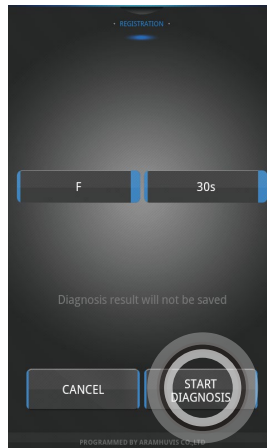 • REGISTRATION •
F 30s
Diagnosis result will not be saved
CANCEL START DIAGNOSIS
PROGRAMMED BY ARAMHUVIS CO.,LTD